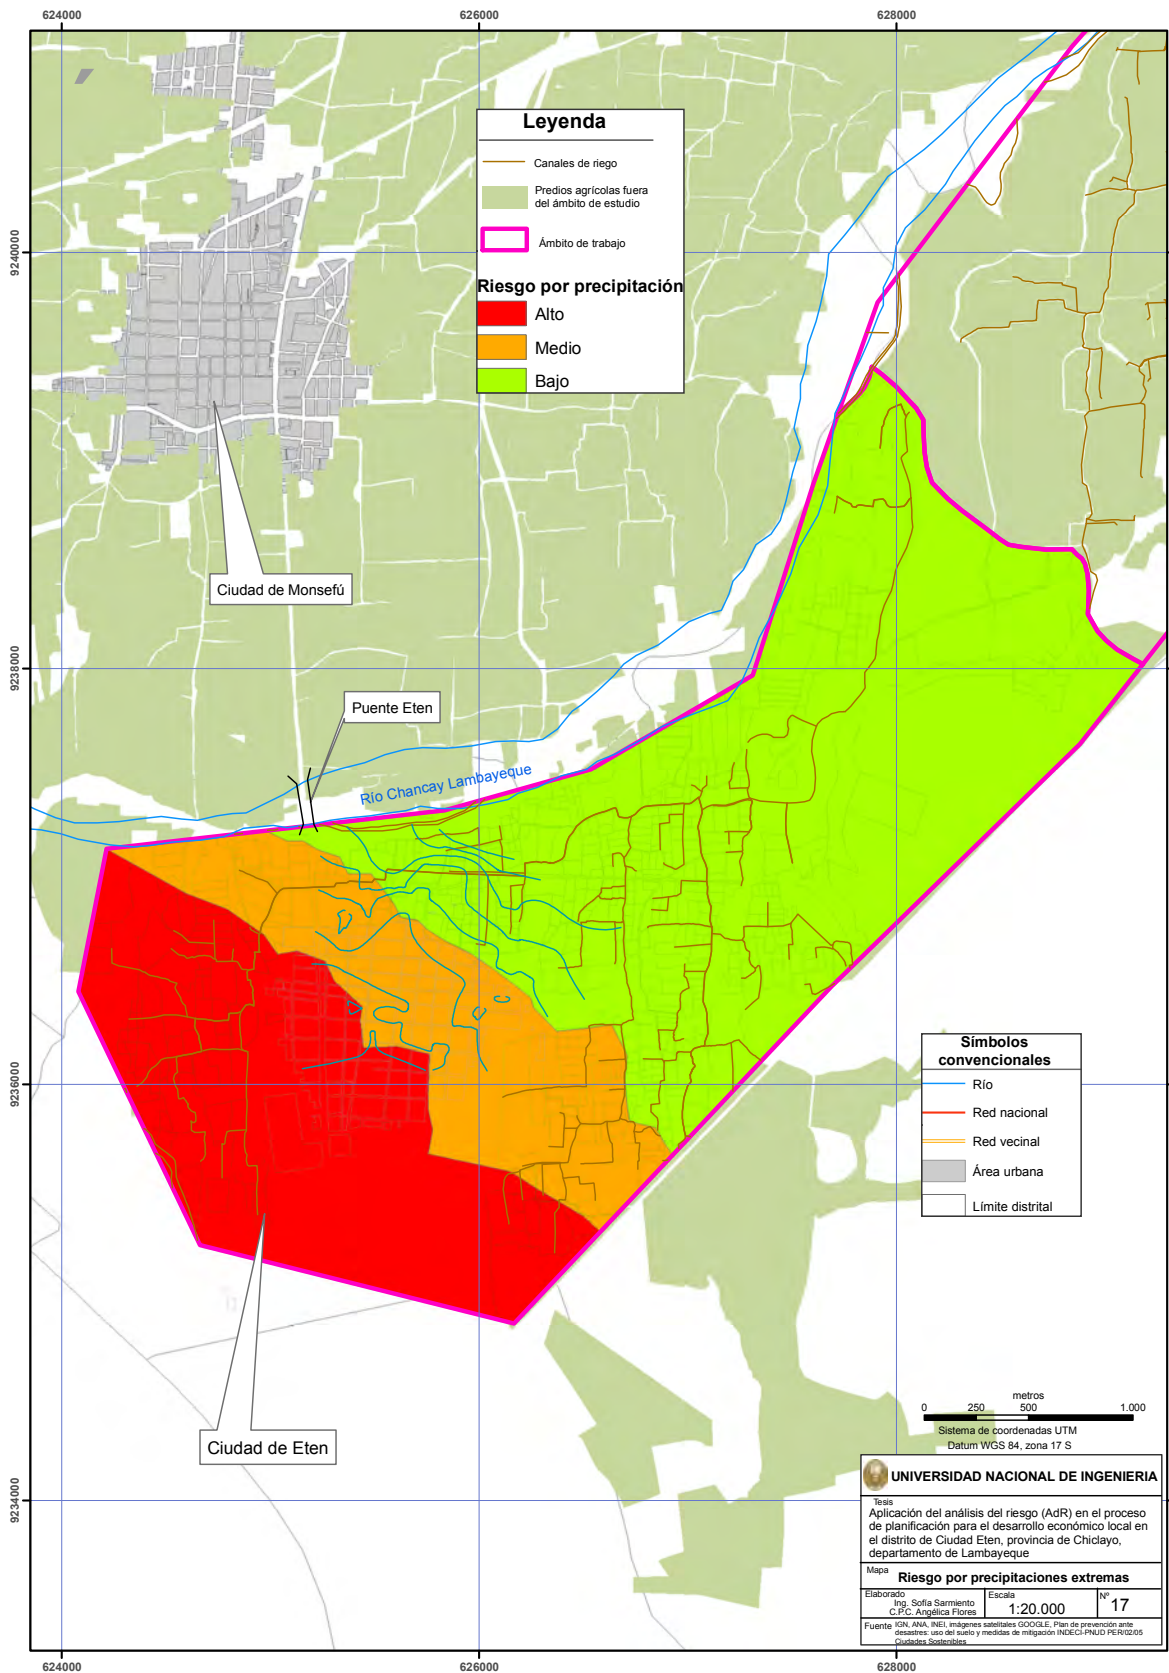 624000
626000
628000
Leyenda
Canales de riego
Predios agrícolas fuera
del ámbito de estudio
Ámbito de trabajo
Riesgo por precipitación
Alto
Medio
Bajo
9240000
Ciudad de Monsefú
9238000
Puente Eten
Río Chancay Lambayeque
9236000
Símbolos
convencionales
Río
Red nacional
Red vecinal
Área urbana
Límite distrital
Ciudad de Eten
metros
0 250 500 1.000
Sistema de coordenadas UTM
Datum WGS 84, zona 17 S
9234000
UNIVERSIDAD NACIONAL DE INGENIERIA
Tesis
Aplicación del análisis del riesgo (AdR) en el proceso
de planificación para el desarrollo económico local en
el distrito de Ciudad Eten, provincia de Chiclayo,
departamento de Lambayeque
Mapa
Riesgo por precipitaciones extremas
Elaborado
Ing. Sofía Sarmiento
C.P.C. Angélica Flores
Escala
1:20.000
Nº 17
Fuente IGN, ANA, INEI, imágenes satelitales GOOGLE, Plan de prevención ante
desastres: uso del suelo y medidas de mitigación INDECI-PNUD PER/02/05
Ciudades Sostenibles
624000
626000
628000